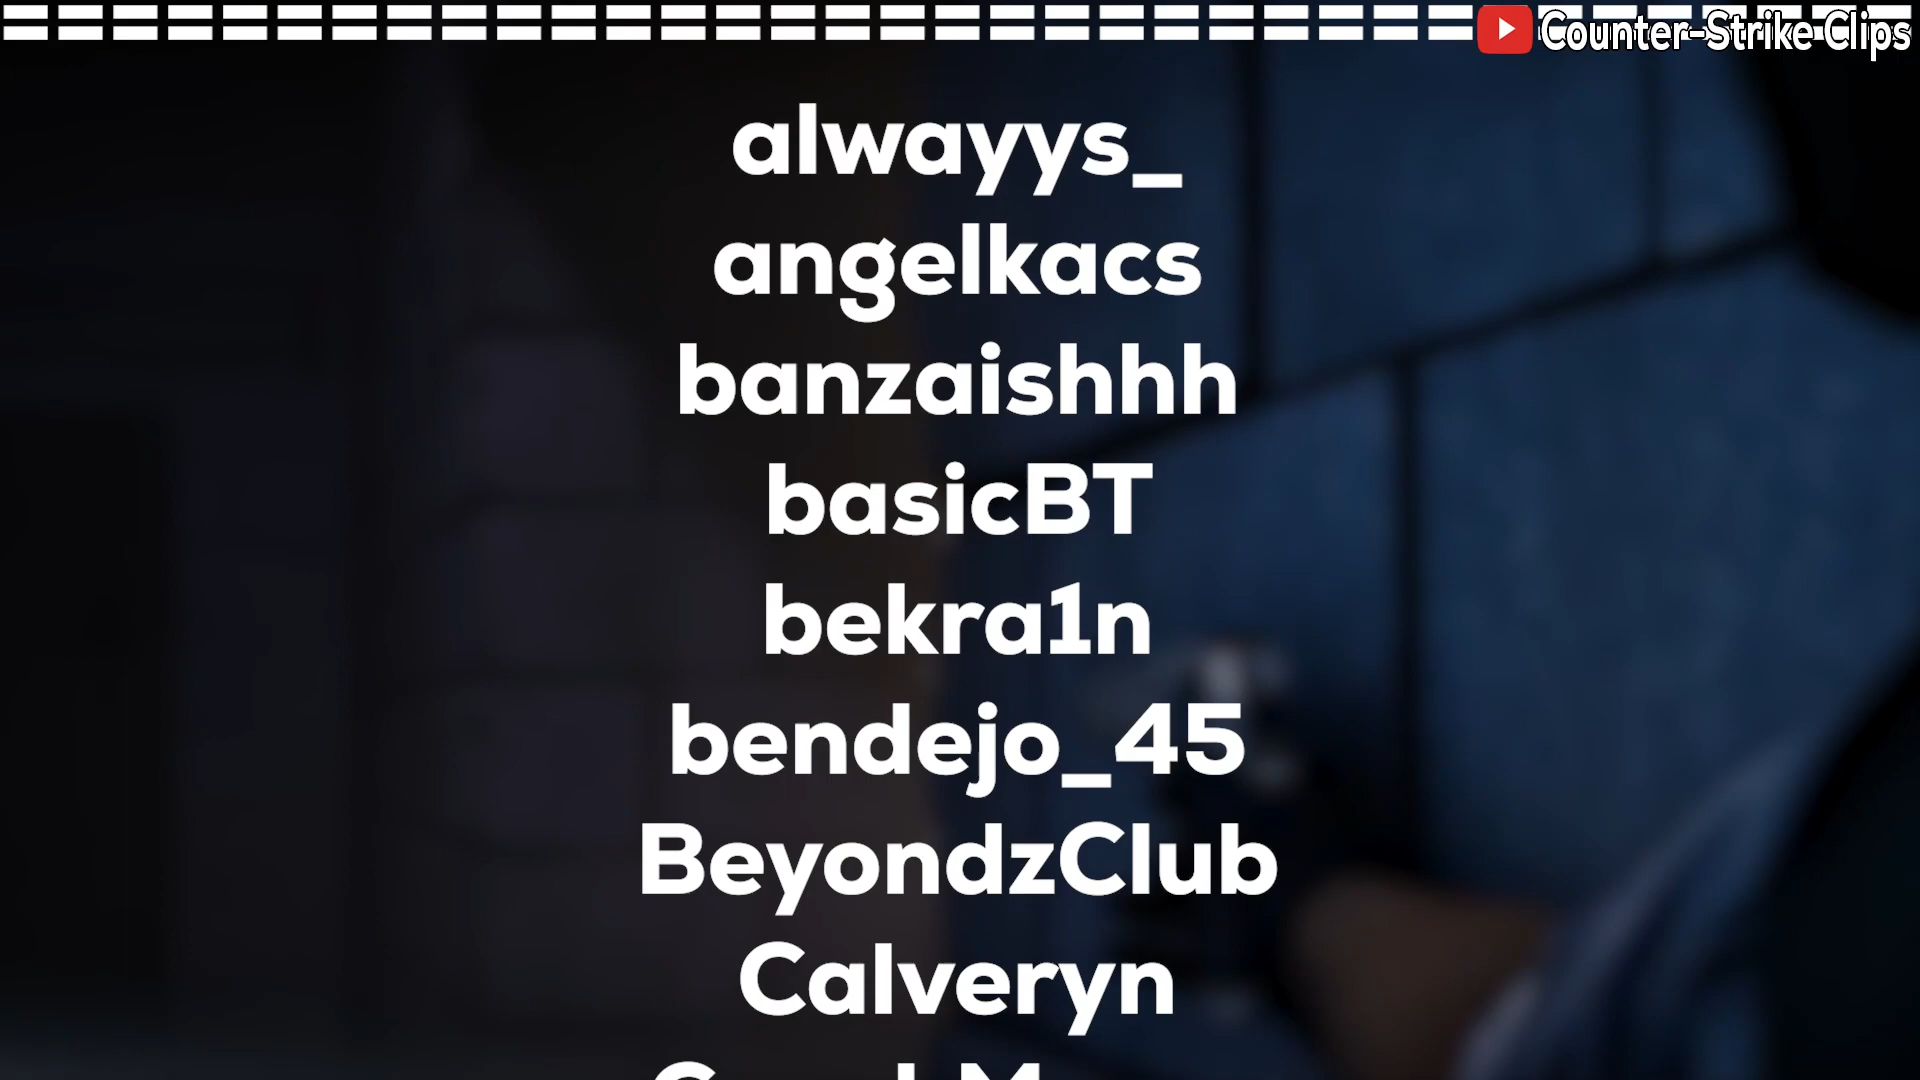 Counter-Strike Clips
alwayys_
angelkacs
banzaishhh
basicBT
bekra1n
bendejo_45
BeyondzClub
Calveryn